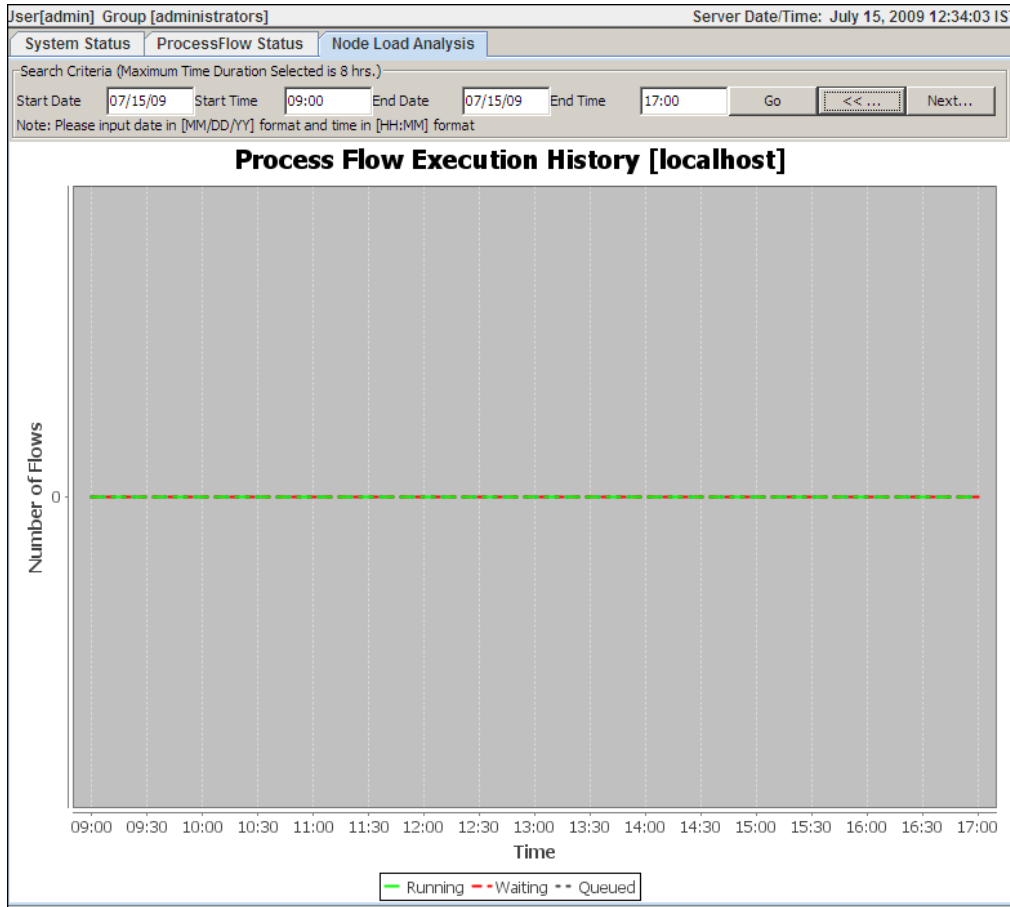 User[admin] Group [administrators] Server Date/Time: July 15, 2009 12:34:03 IST
System Status ProcessFlow Status Node Load Analysis
Search Criteria (Maximum Time Duration Selected is 8 hrs.)
Start Date 07/15/09 Start Time 09:00 End Date 07/15/09 End Time 17:00 Go << ... Next...
Note: Please input date in [MM/DD/YY] format and time in [HH:MM] format
Process Flow Execution History [localhost]
Number of Flows
0
09:00 09:30 10:00 10:30 11:00 11:30 12:00 12:30 13:00 13:30 14:00 14:30 15:00 15:30 16:00 16:30 17:00
Time
Running Waiting Queued